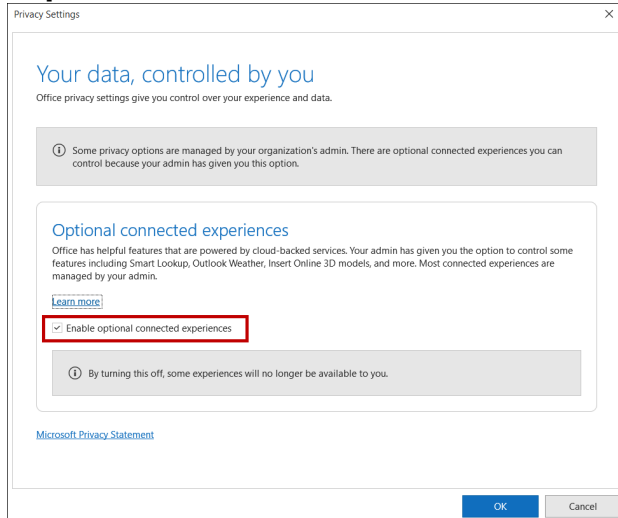 Privacy Settings
Your data, controlled by you
Office privacy settings give you control over your experience and data.
Some privacy options are managed by your organization's admin. There are optional connected experiences you can
control because your admin has given you this option.
Optional connected experiences
Office has helpful features that are powered by cloud-backed services. Your admin has given you the option to control some
features including Smart Lookup, Outlook Weather, Insert Online 3D models, and more. Most connected experiences are
managed by your admin.
Learn more
Enable optional connected experiences
By turning this off, some experiences will no longer be available to you.
Microsoft Privacy Statement
OK
Cancel